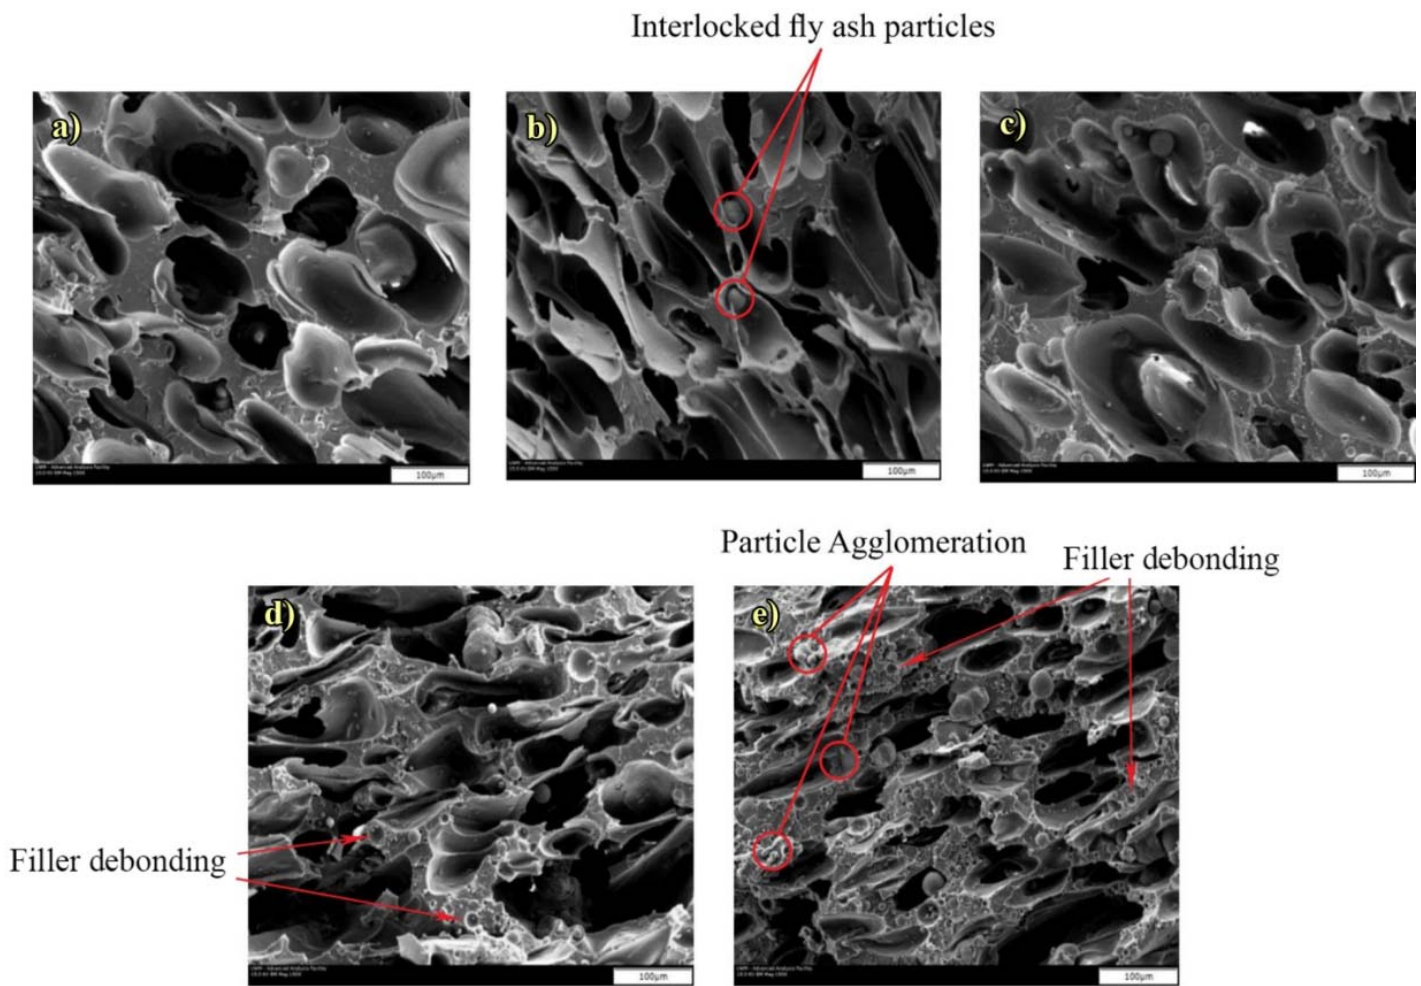 Interlocked fly ash particles
a)
b)
c)
100µm
100µm
100µm
Particle Agglomeration
Filler debonding
d)
e)
Filler debonding
100µm
100µm